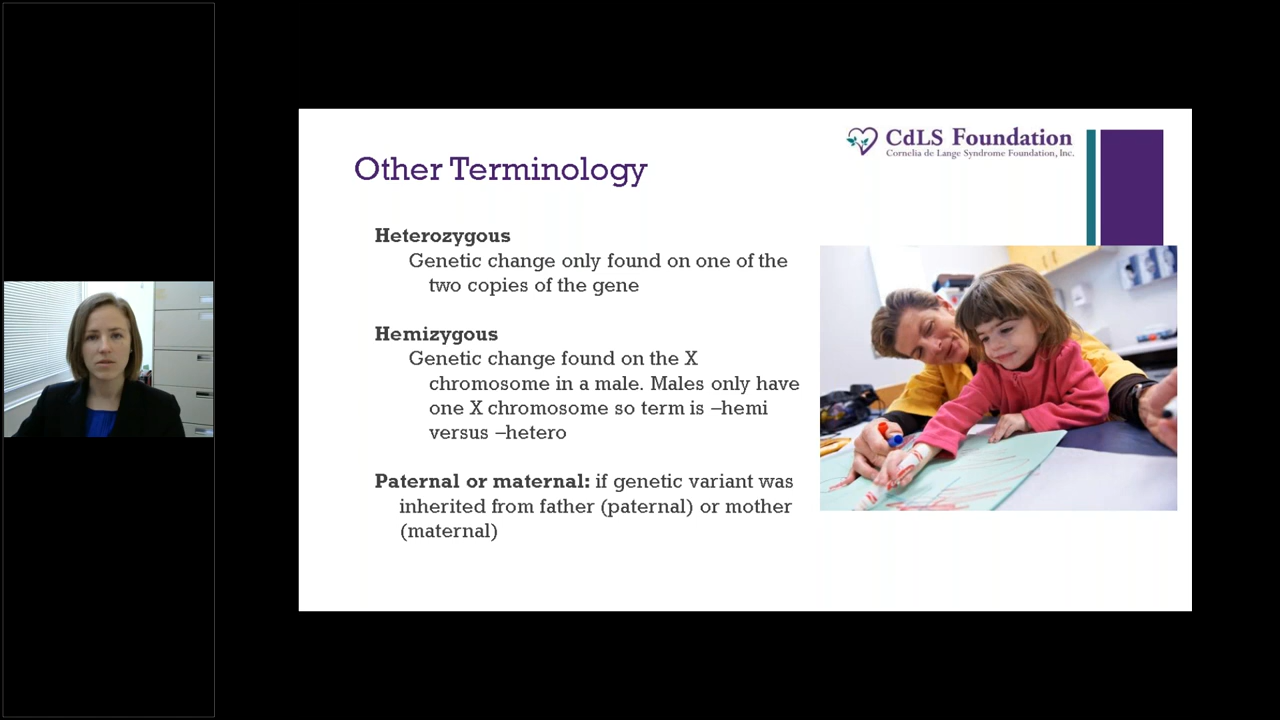 CdLS Foundation
Cornelia de Lange Syndrome Foundation, Inc.
Other Terminology
Heterozygous
Genetic change only found on one of the
two copies of the gene
Hemizygous
Genetic change found on the X
chromosome in a male. Males only have
one X chromosome so term is –hemi
versus –hetero
Paternal or maternal: if genetic variant was
inherited from father (paternal) or mother
(maternal)